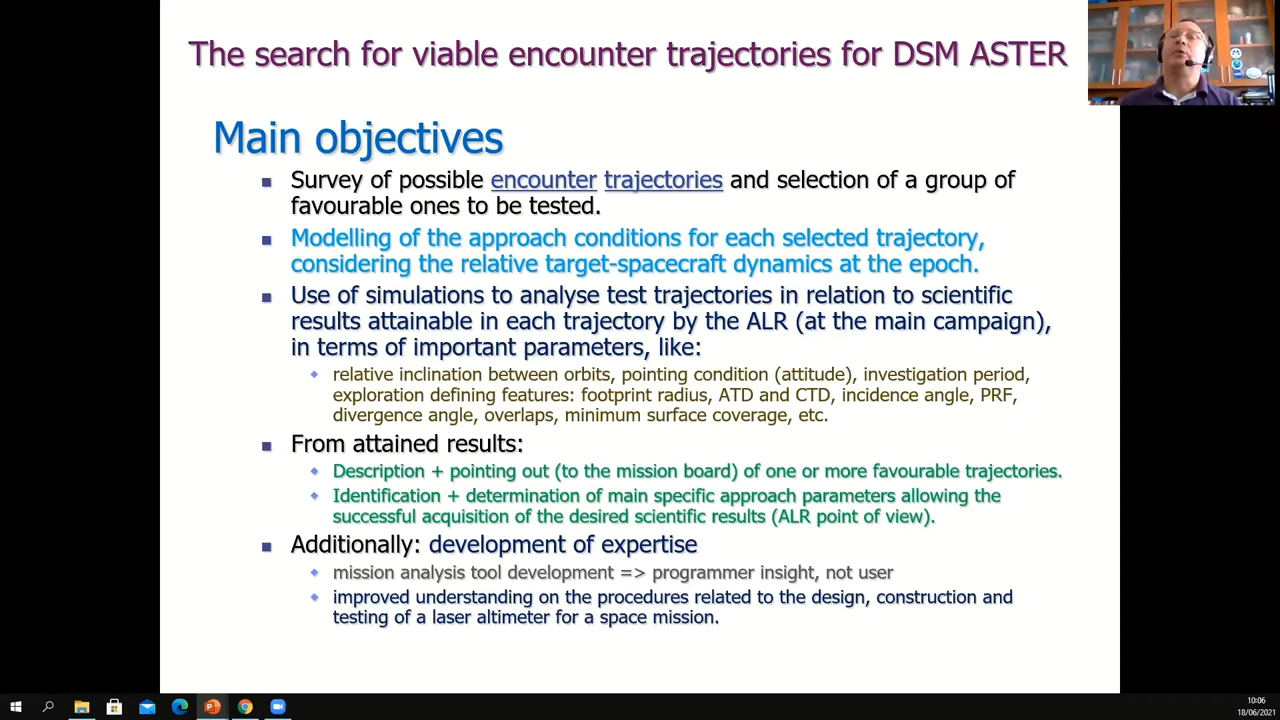 The search for viable encounter trajectories for DSM ASTER
Main objectives
Survey of possible encounter trajectories and selection of a group of
favourable ones to be tested.
Modelling of the approach conditions for each selected trajectory,
considering the relative target-spacecraft dynamics at the epoch.
Use of simulations to analyse test trajectories in relation to scientific
results attainable in each trajectory by the ALR (at the main campaign),
in terms of important parameters, like:
relative inclination between orbits, pointing condition (attitude), investigation period,
exploration defining features: footprint radius, ATD and CTD, incidence angle, PRF,
divergence angle, overlaps, minimum surface coverage, etc.
From attained results:
Description + pointing out (to the mission board) of one or more favourable trajectories.
Identification + determination of main specific approach parameters allowing the
successful acquisition of the desired scientific results (ALR point of view).
Additionally: development of expertise
mission analysis tool development => programmer insight, not user
improved understanding on the procedures related to the design, construction and
testing of a laser altimeter for a space mission.
10:06
18/06/2021